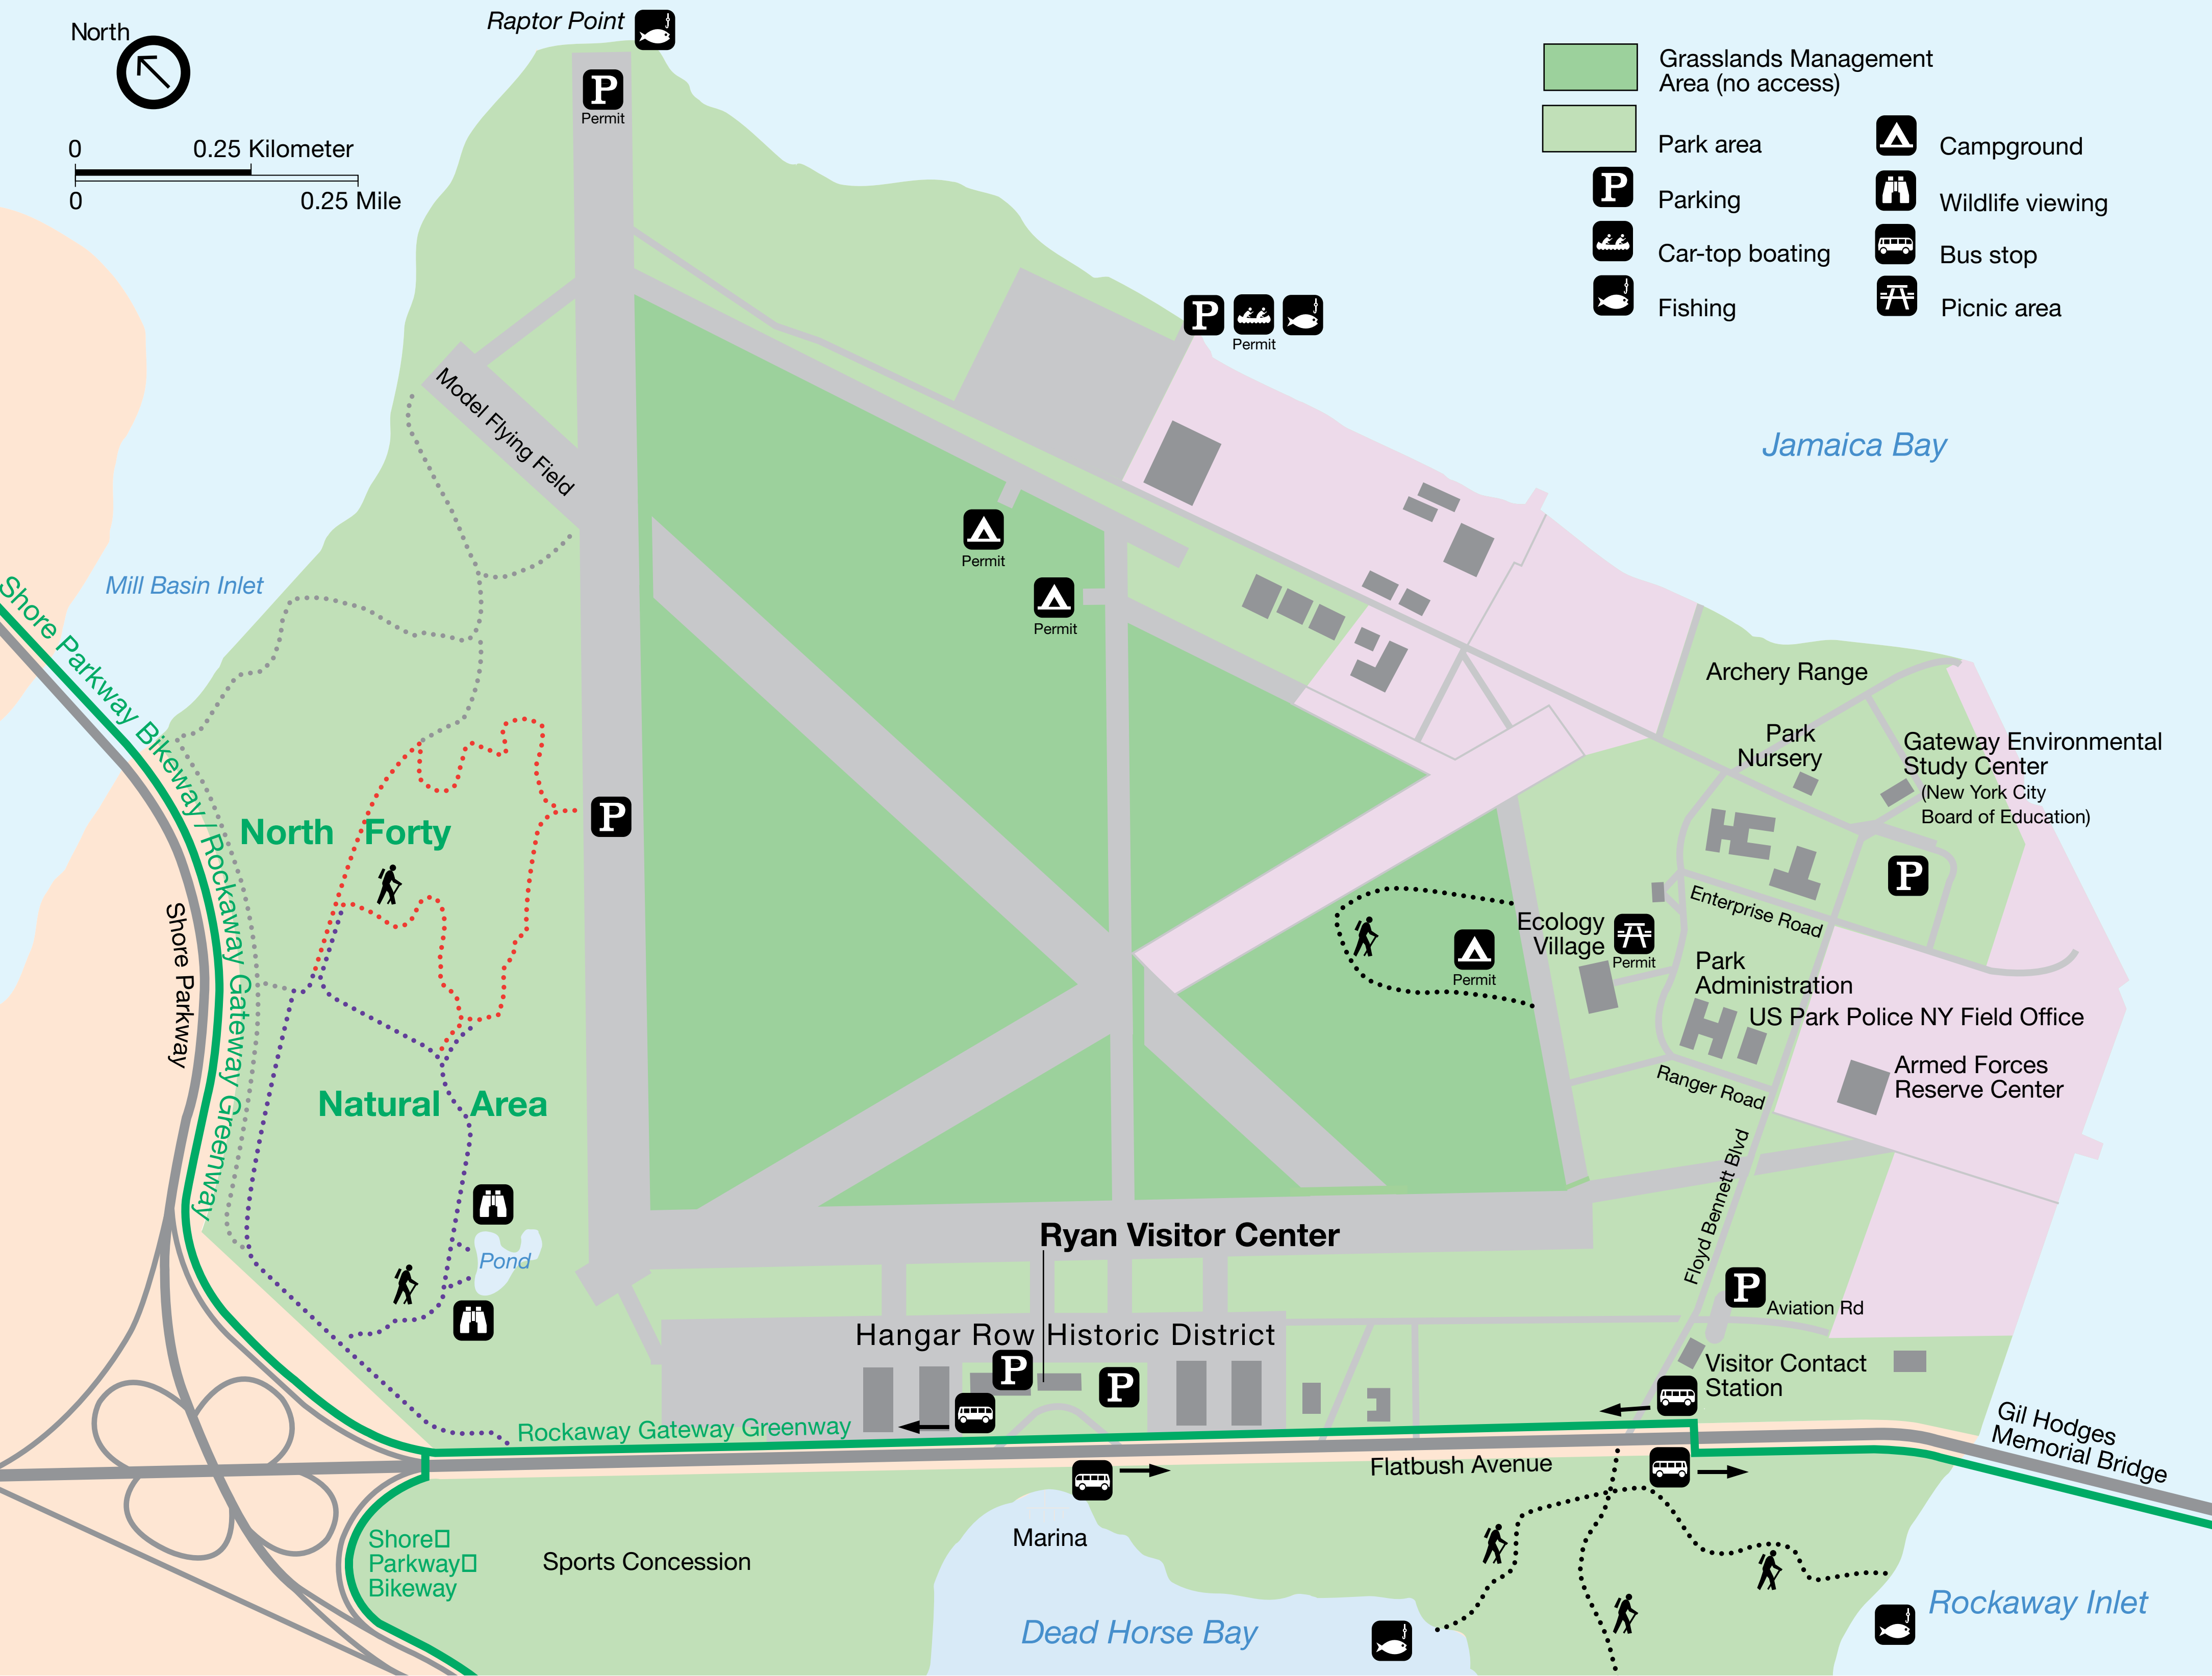 North
0
0.25 Kilometer
0
0.25 Mile
Raptor Point
P
Permit
Grasslands Management
Area (no access)
Park area
P
Parking
Car-top boating
Fishing
Campground
Wildlife viewing
Bus stop
Picnic area
P
Permit
Model Flying Field
Jamaica Bay
Permit
Permit
Mill Basin Inlet
Shore Parkway Bikeway / Rockaway Gateway Greenway
Shore Parkway
North Forty
Natural Area
P
Pond
Archery Range
Park
Nursery
Gateway Environmental
Study Center
(New York City
Board of Education)
P
Enterprise Road
Ecology
Village
Permit
Permit
Park
Administration
US Park Police NY Field Office
Armed Forces
Reserve Center
Ranger Road
Floyd Bennett Blvd
Ryan Visitor Center
Hangar Row Historic District
P
P
P
Aviation Rd
Visitor Contact
Station
Rockaway Gateway Greenway
Flatbush Avenue
Gil Hodges
Memorial Bridge
Marina
Shore
Parkway
Bikeway
Sports Concession
Dead Horse Bay
Rockaway Inlet